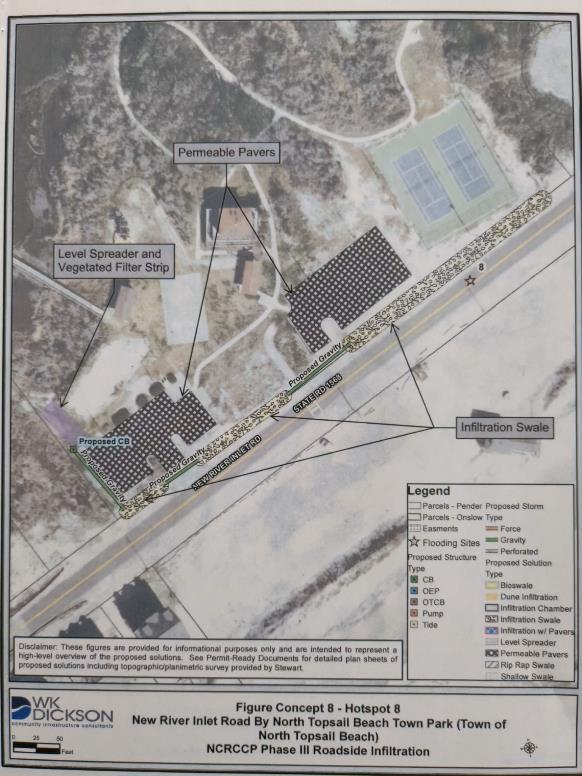 Permeable Pavers
Level Spreader and
Vegetated Filter Strip
8
Proposed Gravity
STATE RD 1568
Proposed CB
Proposed Gravity
Proposed Gravity
NEW RIVER INLET RD
Infiltration Swale
Legend
Parcels - Pender
Parcels - Onslow
Easments
Flooding Sites
Proposed Structure
Type
CB
OEP
OTCB
Pump
Tide
Proposed Storm
Type
Force
Gravity
Perforated
Proposed Solution
Type
Bioswale
Dune Infiltration
Infiltration Chamber
Infiltration Swale
Infiltration w/ Pavers
Level Spreader
Permeable Pavers
Rip Rap Swale
Shallow Swale
Disclaimer: These figures are provided for informational purposes only and are intended to represent a
high-level overview of the proposed solutions. See Permit-Ready Documents for detailed plan sheets of
proposed solutions including topographic/planimetric survey provided by Stewart.
WK
DICKSON
community infrastructure consultants
0 25 50
Feet
Figure Concept 8 - Hotspot 8
New River Inlet Road By North Topsail Beach Town Park (Town of
North Topsail Beach)
NCRCCP Phase III Roadside Infiltration